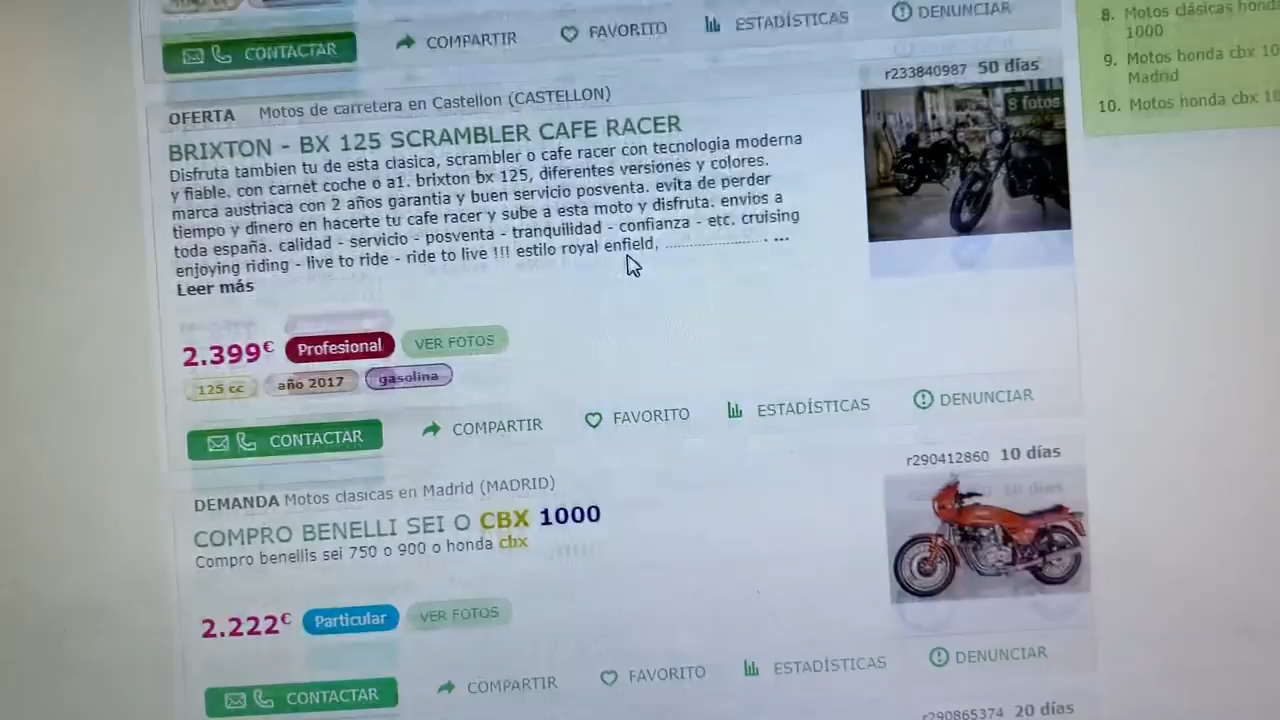 CONTACTAR
COMPARTIR
FAVORITO
ESTADÍSTICAS
DENUNCIAR
8. Motos clásicas hond
1000
9. Motos honda cbx 10
Madrid
10. Motos honda cbx 10
OFERTA Motos de carretera en Castellon (CASTELLON)
r233840987 50 días
BRIXTON - BX 125 SCRAMBLER CAFE RACER
8 fotos
Disfruta tambien tu de esta clasica, scrambler o cafe racer con tecnologia moderna
y fiable. con carnet coche o a1. brixton bx 125, diferentes versiones y colores.
marca austriaca con 2 años garantia y buen servicio posventa. evita de perder
tiempo y dinero en hacerte tu cafe racer y sube a esta moto y disfruta. envios a
toda españa. calidad - servicio - posventa - tranquilidad - confianza - etc. cruising
enjoying riding - live to ride - ride to live !!! estilo royal enfield, ........................ ...
Leer más
2.399€ Profesional VER FOTOS
125 cc año 2017 gasolina
CONTACTAR
COMPARTIR
FAVORITO
ESTADÍSTICAS
DENUNCIAR
DEMANDA Motos clasicas en Madrid (MADRID)
r290412860 10 días
COMPRO BENELLI SEI O CBX 1000
Compro benellis sei 750 o 900 o honda cbx
2.222€ Particular VER FOTOS
CONTACTAR
COMPARTIR
FAVORITO
ESTADÍSTICAS
DENUNCIAR
r290865374 20 días